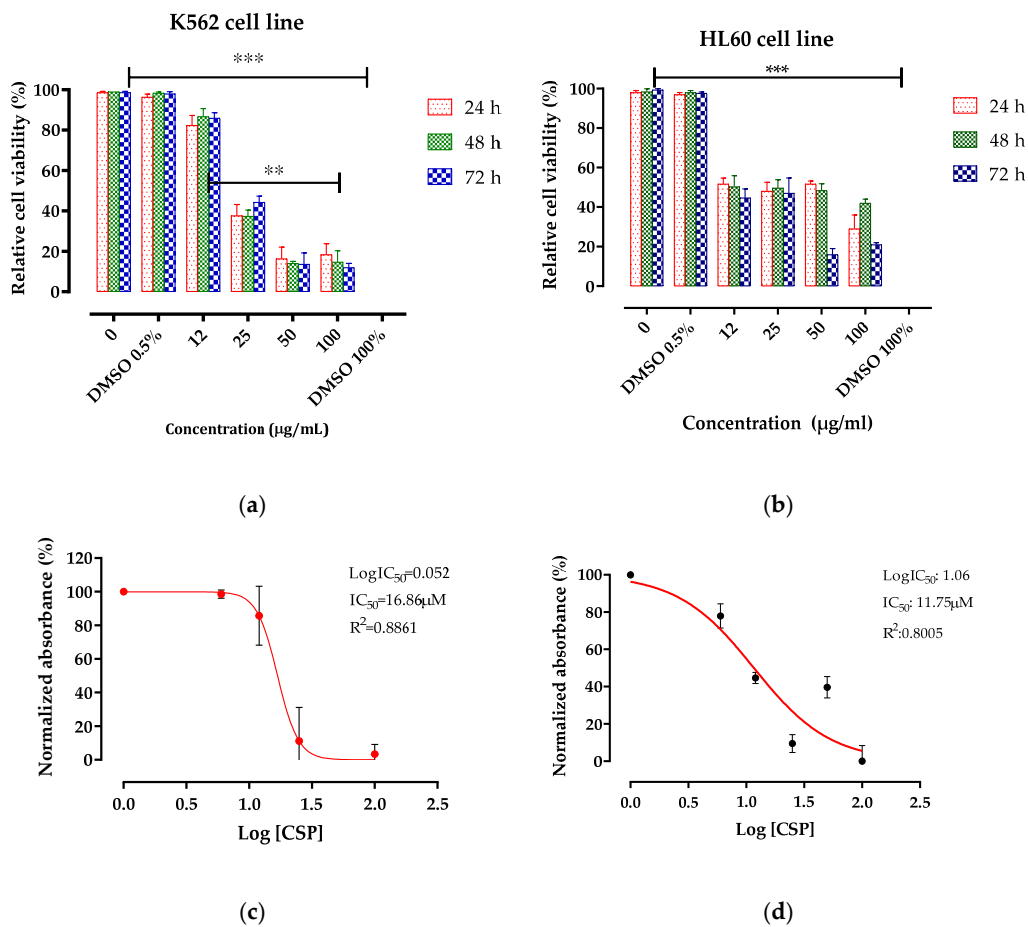 K562 cell line
***
**
Relative cell viability (%)
100
80
60
40
20
0
24 h
48 h
72 h
0
DMSO 0.5%
12
25
50
100
DMSO 100%
Concentration (μg/mL)
(a)
HL60 cell line
***
Relative cell viability (%)
100
80
60
40
20
0
24 h
48 h
72 h
0
DMSO 0.5%
12
25
50
100
DMSO 100%
Concentration (μg/ml)
(b)
Normalized absorbance (%)
120
100
80
60
40
20
0
LogIC50=0.052
IC50=16.86μM
R2=0.8861
0.0 0.5 1.0 1.5 2.0 2.5
Log [CSP]
(c)
Normalized absorbance (%)
100
80
60
40
20
0
LogIC50: 1.06
IC50: 11.75μM
R2:0.8005
0.0 0.5 1.0 1.5 2.0 2.5
Log [CSP]
(d)